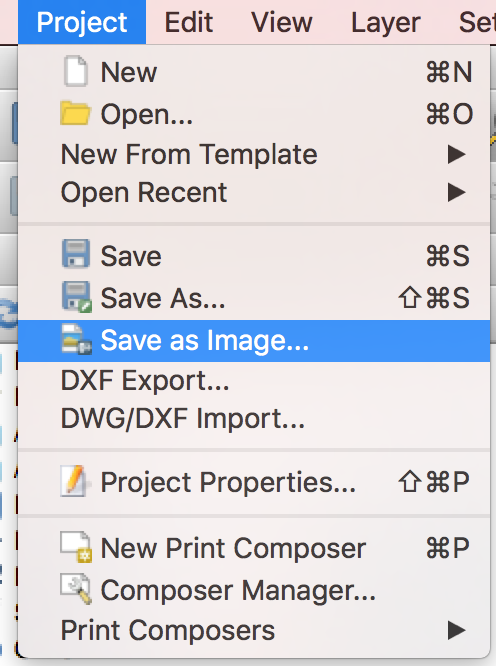 Project Edit View Layer Set
New ⌘N
Open... ⌘O
New From Template ▶
Open Recent ▶
Save ⌘S
Save As... ⇧⌘S
Save as Image...
DXF Export...
DWG/DXF Import...
Project Properties... ⇧⌘P
New Print Composer ⌘P
Composer Manager...
Print Composers ▶